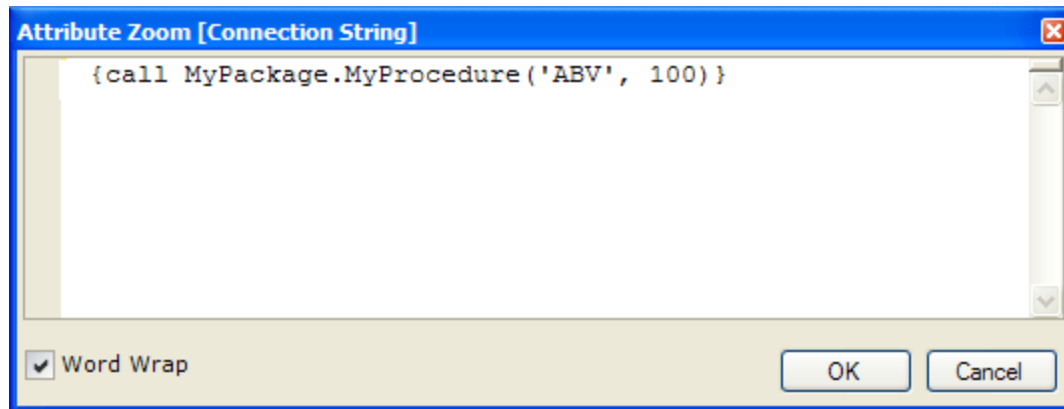 Attribute Zoom [Connection String]
{call MyPackage.MyProcedure('ABV', 100)}
Word Wrap
OK
Cancel